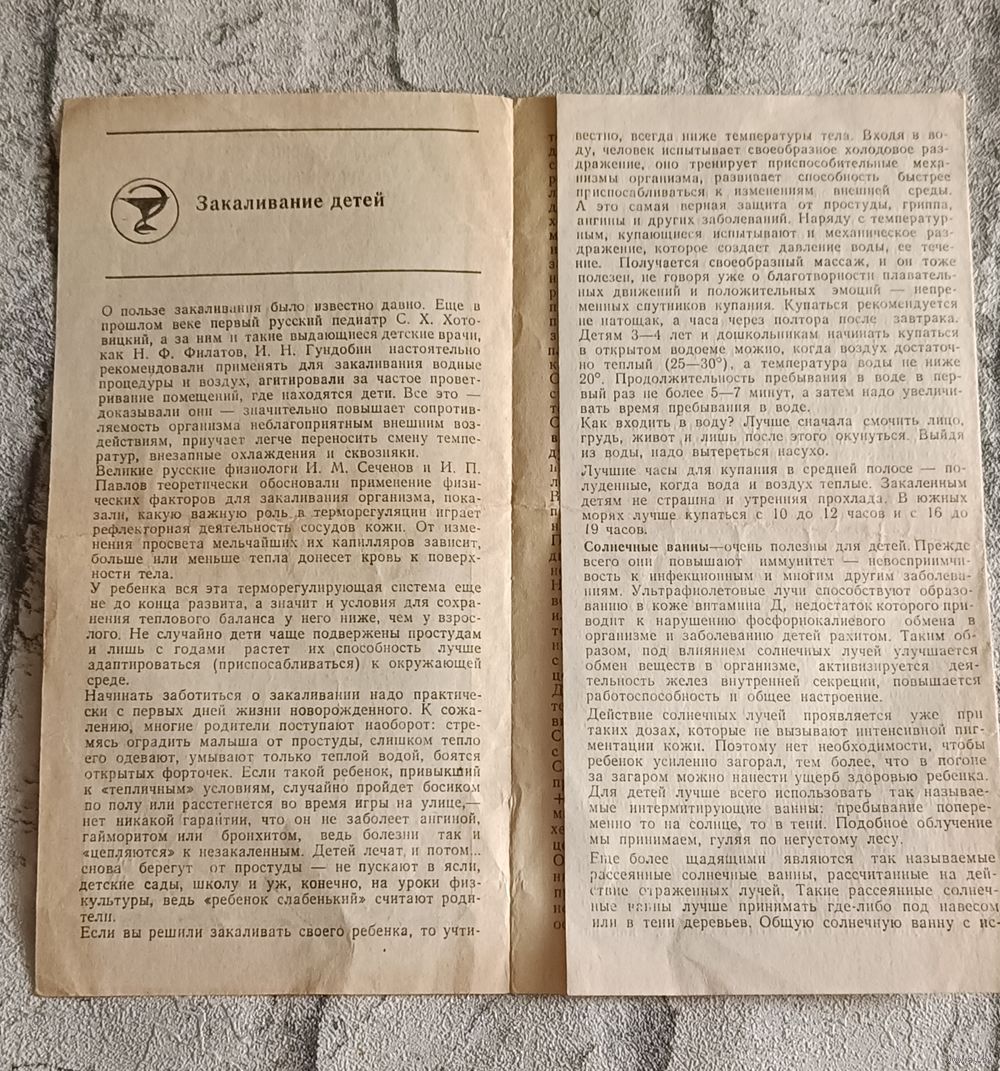 Закаливание детей
О пользе закаливания было известно давно. Еще в
прошлом веке первый русский педиатр С. Х. Хото-
вицкий, а за ним и такие выдающиеся детские врачи,
как Н. Ф. Филатов, И. Н. Гундобин настоятельно
рекомендовали применять для закаливания водные
процедуры и воздух, агитировали за частое провет-
ривание помещений, где находятся дети. Все это —
доказывали они — значительно повышает сопротив-
ляемость организма неблагоприятным внешним воз-
действиям, приучает легче переносить смену темпе-
ратур, внезапные охлаждения и сквозняки.
Великие русские физиологи И. М. Сеченов и И. П.
Павлов теоретически обосновали применение физи-
ческих факторов для закаливания организма, пока-
зали, какую важную роль в терморегуляции играет
рефлекторная деятельность сосудов кожи. От изме-
нения просвета мельчайших их капилляров зависит,
больше или меньше тепла донесет кровь к поверх-
ности тела.
У ребенка вся эта терморегулирующая система еще
не до конца развита, а значит и условия для сохра-
нения теплового баланса у него ниже, чем у взрос-
лого. Не случайно дети чаще подвержены простудам
и лишь с годами растет их способность лучше
адаптироваться (приспосабливаться) к окружающей
среде.
Начинать заботиться о закаливании надо практиче-
ски с первых дней жизни новорожденного. К сожа-
лению, многие родители поступают наоборот: стре-
мясь оградить малыша от простуды, слишком тепло
его одевают, умывают только теплой водой, боятся
открытых форточек. Если такой ребенок, привыкший
к «тепличным» условиям, случайно пройдет босиком
по полу или расстегнется во время игры на улице,—
нет никакой гарантии, что он не заболеет ангиной,
гайморитом или бронхитом, ведь болезни так и
«цепляются» к незакаленным. Детей лечат, и потом...
снова берегут от простуды — не пускают в ясли,
детские сады, школу и уж, конечно, на уроки физ-
культуры, ведь «ребенок слабенький» считают роди-
тели.
Если вы решили закаливать своего ребенка, то учти-
вестно, всегда ниже температуры тела. Входя в во-
ду, человек испытывает своеобразное холодовое раз-
дражение, оно тренирует приспособительные меха-
низмы организма, развивает способность быстрее
приспосабливаться к изменениям внешней среды.
А это самая верная защита от простуды, гриппа,
ангины и других заболеваний. Наряду с температур-
ным, купающиеся испытывают и механическое раз-
дражение, которое создает давление воды, ее тече-
ние. Получается своеобразный массаж, и он тоже
полезен, не говоря уже о благотворности плаватель-
ных движений и положительных эмоций — непре-
менных спутников купания. Купаться рекомендуется
не натощак, а часа через полтора после завтрака.
Детям 3—4 лет и дошкольникам начинать купаться
в открытом водоеме можно, когда воздух достаточ-
но теплый (25—30°), а температура воды не ниже
20°. Продолжительность пребывания в воде в пер-
вый раз не более 5—7 минут, а затем надо увеличи-
вать время пребывания в воде.
Как входить в воду? Лучше сначала смочить лицо,
грудь, живот и лишь после этого окунуться. Выйдя
из воды, надо вытереться насухо.
Лучшие часы для купания в средней полосе — по-
луденные, когда вода и воздух теплые. Закаленным
детям не страшна и утренняя прохлада. В южных
морях лучше купаться с 10 до 12 часов и с 16 до
19 часов.
Солнечные ванны—очень полезны для детей. Прежде
всего они повышают иммунитет — невосприимчи-
вость к инфекционным и многим другим заболева-
ниям. Ультрафиолетовые лучи способствуют образо-
ванию в коже витамина Д, недостаток которого при-
водит к нарушению фосфорнокалиевого обмена в
организме и заболеванию детей рахитом. Таким об-
разом, под влиянием солнечных лучей улучшается
обмен веществ в организме, активизируется дея-
тельность желез внутренней секреции, повышается
работоспособность и общее настроение.
Действие солнечных лучей проявляется уже при
таких дозах, которые не вызывают интенсивной пиг-
ментации кожи. Поэтому нет необходимости, чтобы
ребенок усиленно загорал, тем более, что в погоне
за загаром можно нанести ущерб здоровью ребенка.
Для детей лучше всего использовать так называе-
мые интермитирующие ванны: пребывание попере-
менно то на солнце, то в тени. Подобное облучение
мы принимаем, гуляя по негустому лесу.
Еще более щадящими являются так называемые
рассеянные солнечные ванны, рассчитанные на дей-
ствие отраженных лучей. Такие рассеянные солнеч-
ные ванны лучше принимать где-либо под навесом
или в тени деревьев. Общую солнечную ванну с ис-